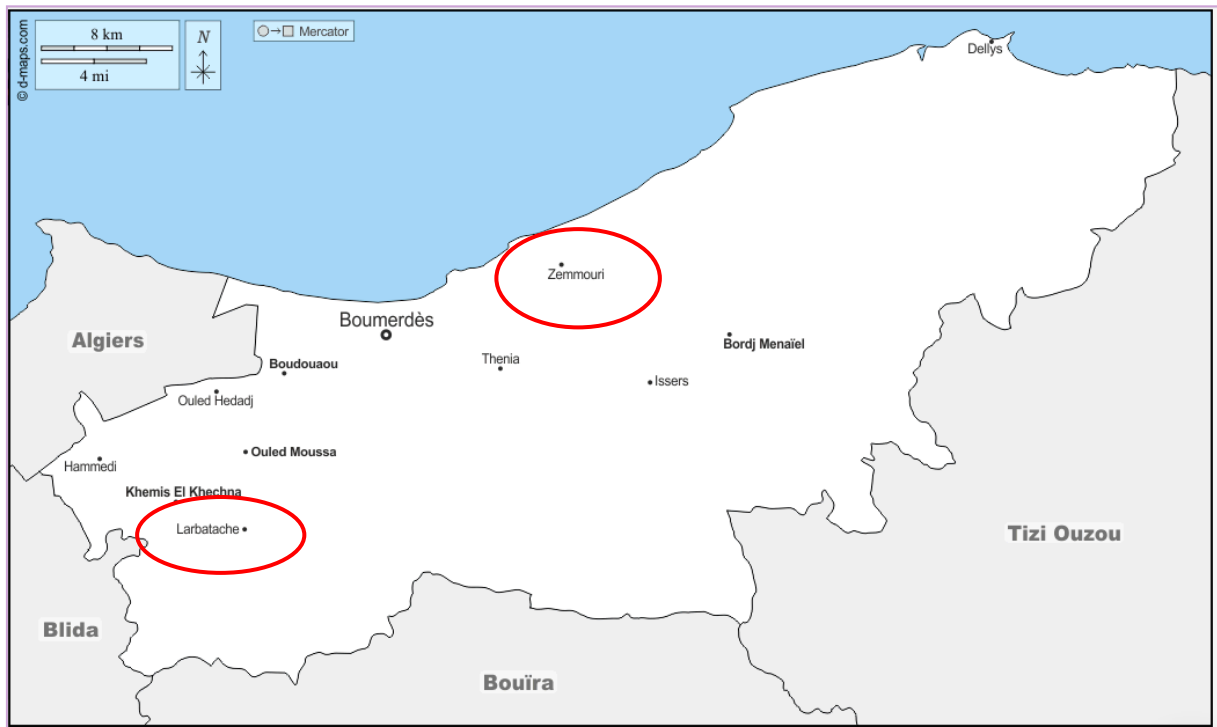 © d-maps.com
8 km
4 mi
N
○→□ Mercator
Dellys
Zemmouri
Boumerdès
Algiers
Bordj Menaïel
Thenia
Boudouaou
Issers
Ouled Hedadj
Ouled Moussa
Hammedi
Khemis El Khechna
Larbatache
Tizi Ouzou
Blida
Bouïra